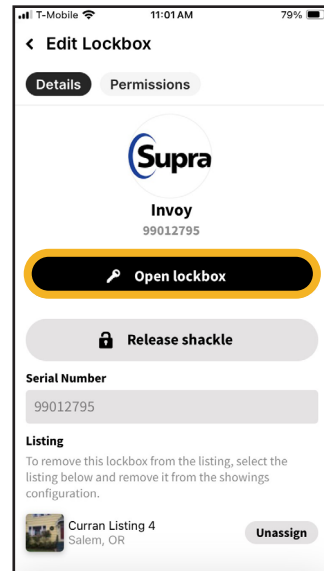 T-Mobile 11:01 AM 79%
Edit Lockbox
Details Permissions
Supra
Invoy
99012795
Open lockbox
Release shackle
Serial Number
99012795
Listing
To remove this lockbox from the listing, select the
listing below and remove it from the showings
configuration.
Curran Listing 4
Salem, OR
Unassign